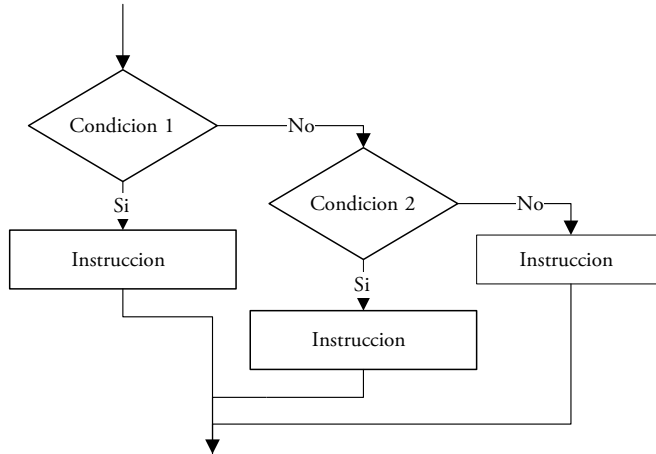 Condicion 1
No
Condicion 2
Si
No
Instruccion
Instruccion
Si
Instruccion